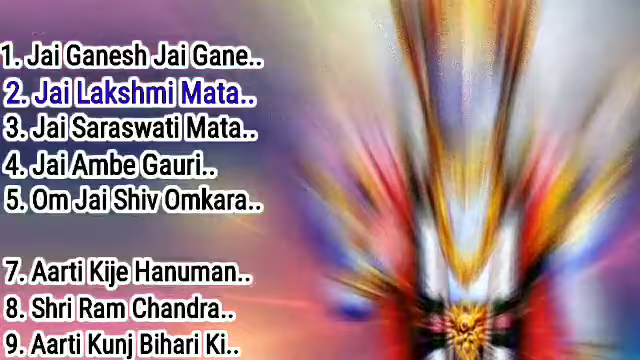 1. Jai Ganesh Jai Gane..
2. Jai Lakshmi Mata..
3. Jai Saraswati Mata..
4. Jai Ambe Gauri..
5. Om Jai Shiv Omkara..
7. Aarti Kije Hanuman..
8. Shri Ram Chandra..
9. Aarti Kunj Bihari Ki..